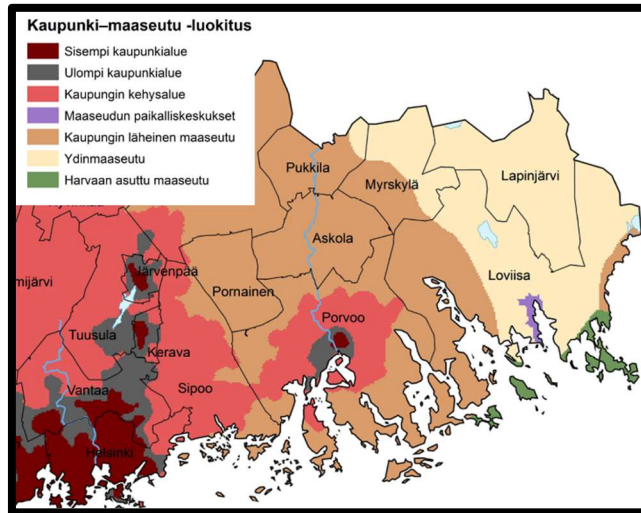 Kaupunki–maaseutu -luokitus
Sisempi kaupunkialue
Ulompi kaupunkialue
Kaupungin kehysalue
Maaseudun paikalliskeskukset
Kaupungin läheinen maaseutu
Ydinmaaseutu
Harvaan asuttu maaseutu
Pukkila
Myrskylä
Lapinjärvi
Askola
Järvenpää
mijärvi
Pornainen
Loviisa
Porvoo
Tuusula
Kerava
Sipoo
Vantaa
Helsinki